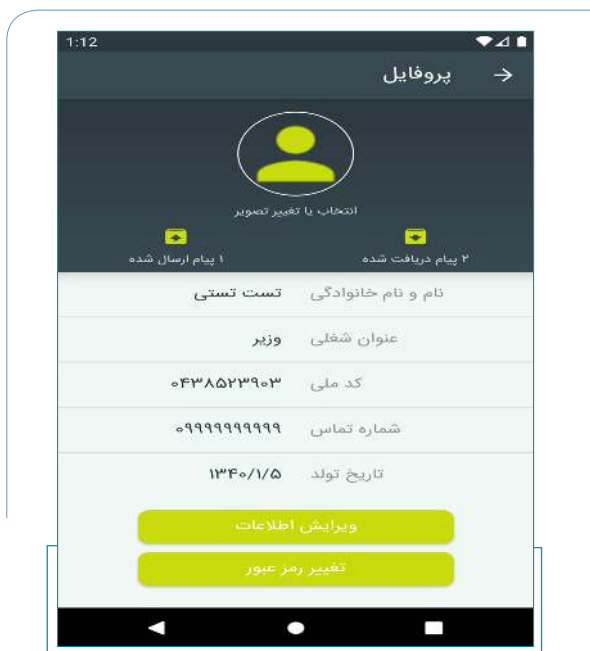 1:12
پروفایل
انتخاب یا تغییر تصویر
۲ پیام دریافت شده
۱ پیام ارسال شده
نام و نام خانوادگی تست تستی
عنوان شغلی وزیر
کد ملی ۰۴۳۸۵۲۳۹۰۳
شماره تماس ۰۹۹۹۹۹۹۹۹۹۹
تاریخ تولد ۱۳۴۰/۱/۵
ویرایش اطلاعات
تغییر رمز عبور